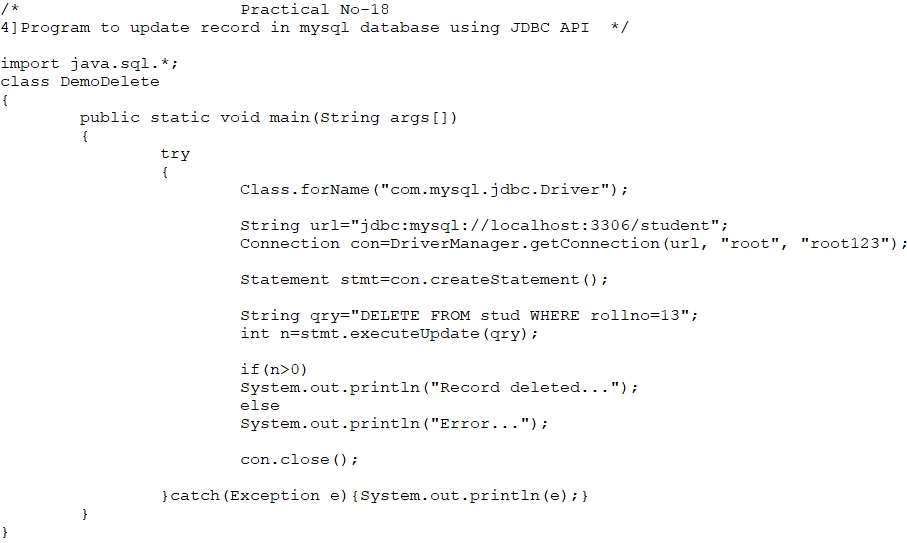 /*                      Practical No-18
4]Program to update record in mysql database using JDBC API  */

import java.sql.*;
class DemoDelete
{
        public static void main(String args[])
        {
                try
                {
                        Class.forName("com.mysql.jdbc.Driver");

                        String url="jdbc:mysql://localhost:3306/student";
                        Connection con=DriverManager.getConnection(url, "root", "root123");

                        Statement stmt=con.createStatement();

                        String qry="DELETE FROM stud WHERE rollno=13";
                        int n=stmt.executeUpdate(qry);

                        if(n>0)
                        System.out.println("Record deleted...");
                        else
                        System.out.println("Error...");

                        con.close();

                }catch(Exception e){System.out.println(e);}
        }
}